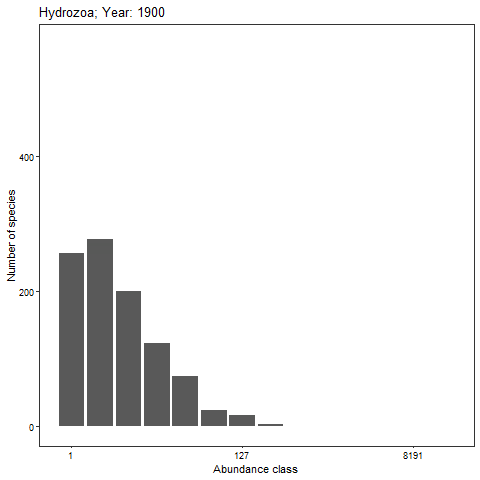 Hydrozoa; Year: 1900
Number of species
400
200
0
1 127 8191
Abundance class